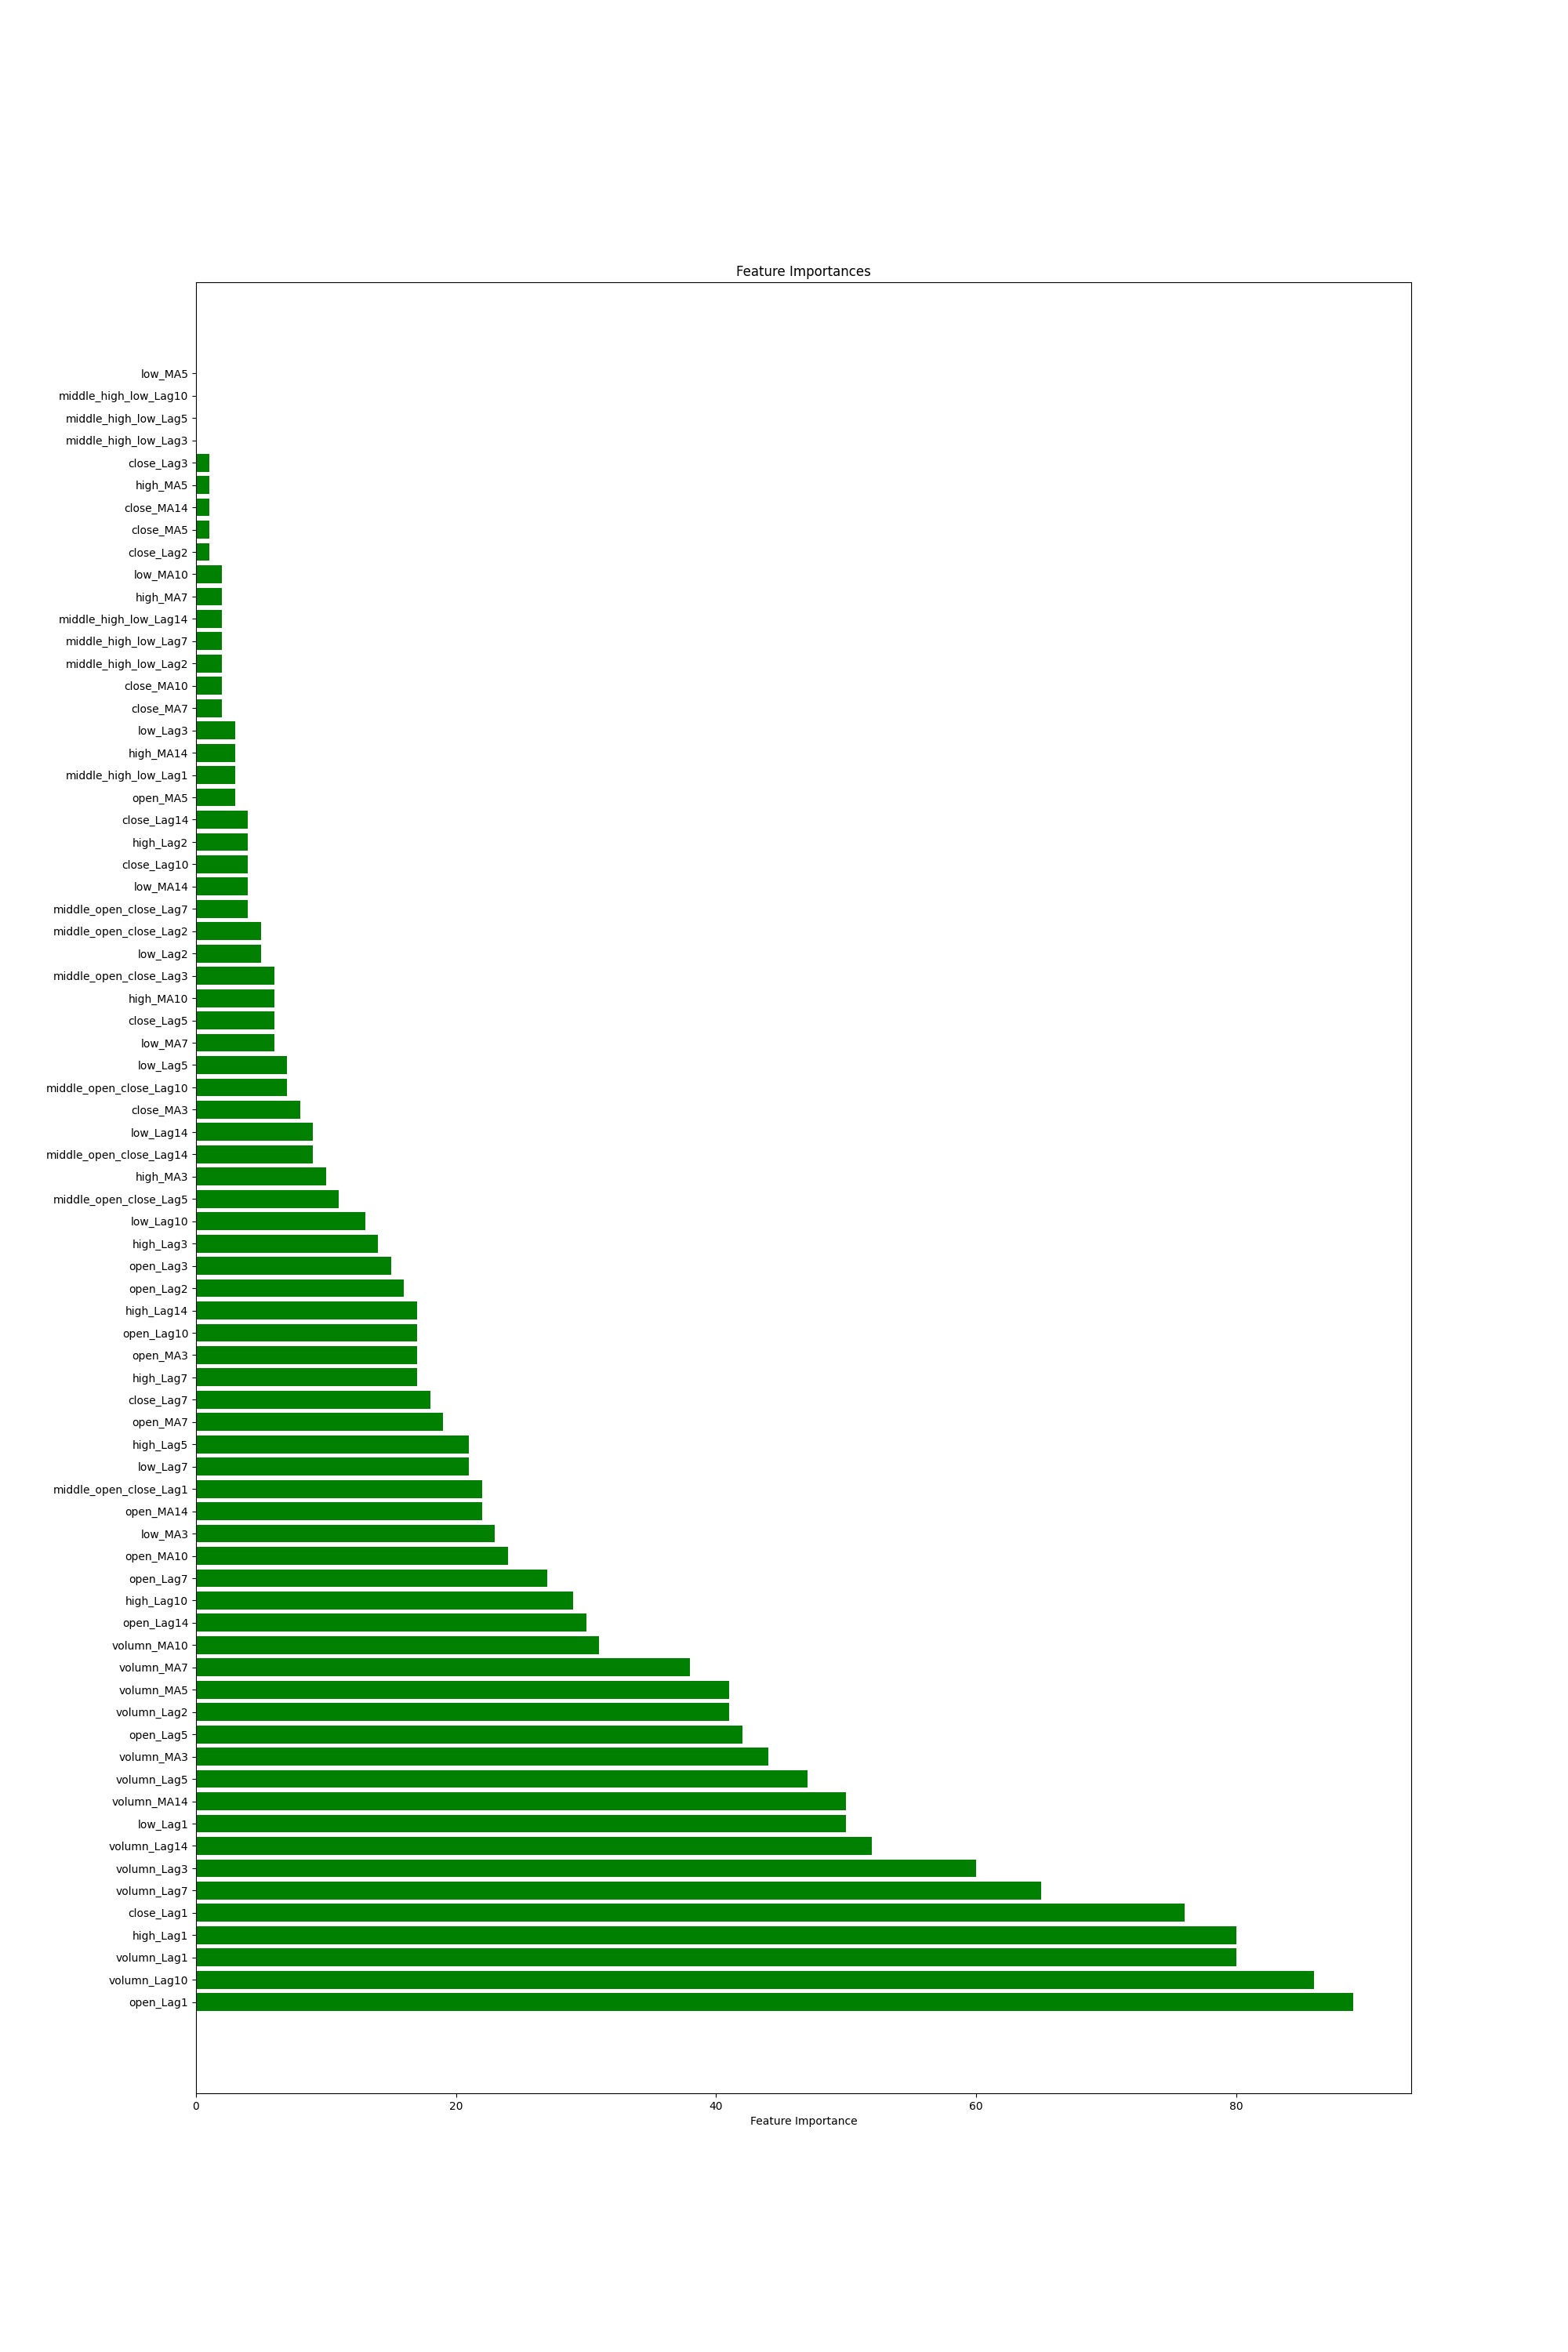 Feature Importances
low_MA5
middle_high_low_Lag10
middle_high_low_Lag5
middle_high_low_Lag3
close_Lag3
high_MA5
close_MA14
close_MA5
close_Lag2
low_MA10
high_MA7
middle_high_low_Lag14
middle_high_low_Lag7
middle_high_low_Lag2
close_MA10
close_MA7
low_Lag3
high_MA14
middle_high_low_Lag1
open_MA5
close_Lag14
high_Lag2
close_Lag10
low_MA14
middle_open_close_Lag7
middle_open_close_Lag2
low_Lag2
middle_open_close_Lag3
high_MA10
close_Lag5
low_MA7
low_Lag5
middle_open_close_Lag10
close_MA3
low_Lag14
middle_open_close_Lag14
high_MA3
middle_open_close_Lag5
low_Lag10
high_Lag3
open_Lag3
open_Lag2
high_Lag14
open_Lag10
open_MA3
high_Lag7
close_Lag7
open_MA7
high_Lag5
low_Lag7
middle_open_close_Lag1
open_MA14
low_MA3
open_MA10
open_Lag7
high_Lag10
open_Lag14
volumn_MA10
volumn_MA7
volumn_MA5
volumn_Lag2
open_Lag5
volumn_MA3
volumn_Lag5
volumn_MA14
low_Lag1
volumn_Lag14
volumn_Lag3
volumn_Lag7
close_Lag1
high_Lag1
volumn_Lag1
volumn_Lag10
open_Lag1
0 20 40 60 80
Feature Importance